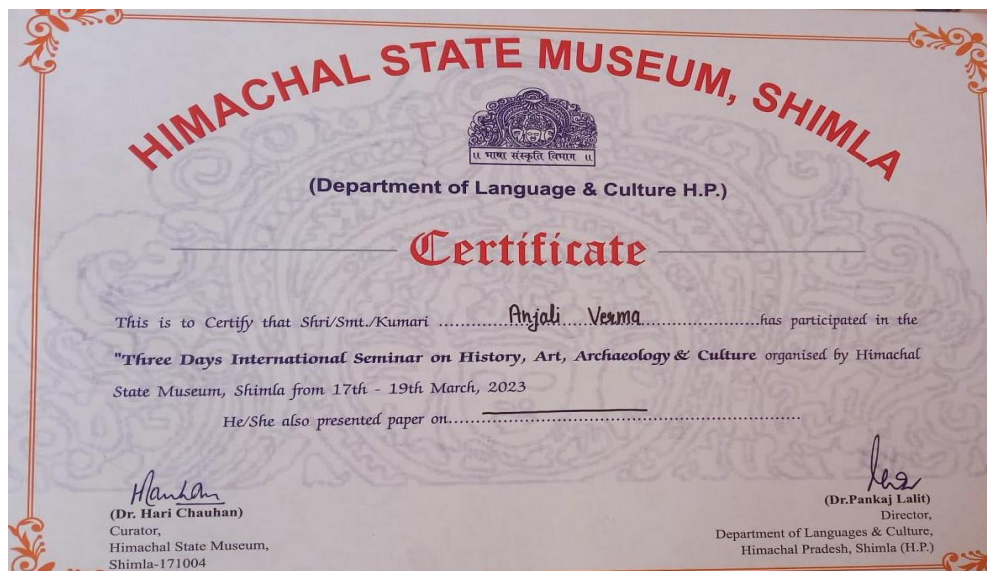 HIMACHAL STATE MUSEUM, SHIMLA
॥ भाषा संस्कृति विभाग ॥
(Department of Language & Culture H.P.)
Certificate
This is to Certify that Shri/Smt./Kumari ..........Anjali Verma..........has participated in the
"Three Days International Seminar on History, Art, Archaeology & Culture organised by Himachal
State Museum, Shimla from 17th - 19th March, 2023
He/She also presented paper on..........
(Dr. Hari Chauhan)
Curator,
Himachal State Museum,
Shimla-171004
(Dr.Pankaj Lalit)
Director,
Department of Languages & Culture,
Himachal Pradesh, Shimla (H.P.)